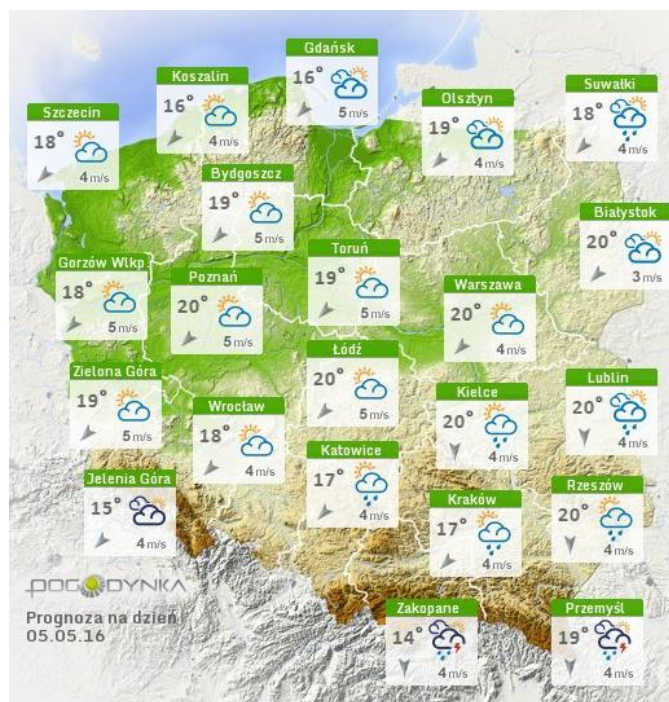 Gdańsk
16°
5 m/s
Koszalin
16°
4 m/s
Suwałki
18°
4 m/s
Olsztyn
19°
4 m/s
Szczecin
18°
4 m/s
Bydgoszcz
19°
5 m/s
Białystok
20°
3 m/s
Toruń
19°
5 m/s
Gorzów Wlkp
18°
5 m/s
Poznań
20°
5 m/s
Warszawa
20°
4 m/s
Łódź
20°
5 m/s
Zielona Góra
19°
5 m/s
Lublin
20°
4 m/s
Kielce
20°
4 m/s
Wrocław
18°
4 m/s
Katowice
17°
4 m/s
Jelenia Góra
15°
4 m/s
Rzeszów
20°
4 m/s
Kraków
17°
4 m/s
POGODYNKA
Prognoza na dzień
05.05.16
Zakopane
14°
4 m/s
Przemyśl
19°
4 m/s